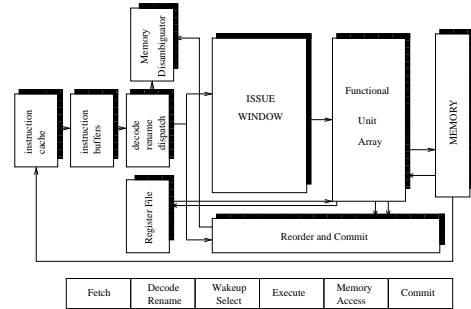 Memory
Disambiguator
ISSUE
WINDOW
Functional
Unit
Array
MEMORY
instruction
cache
instruction
buffers
decode
rename
dispatch
Register File
Reorder and Commit
Fetch
Decode
Rename
Wakeup
Select
Execute
Memory
Access
Commit